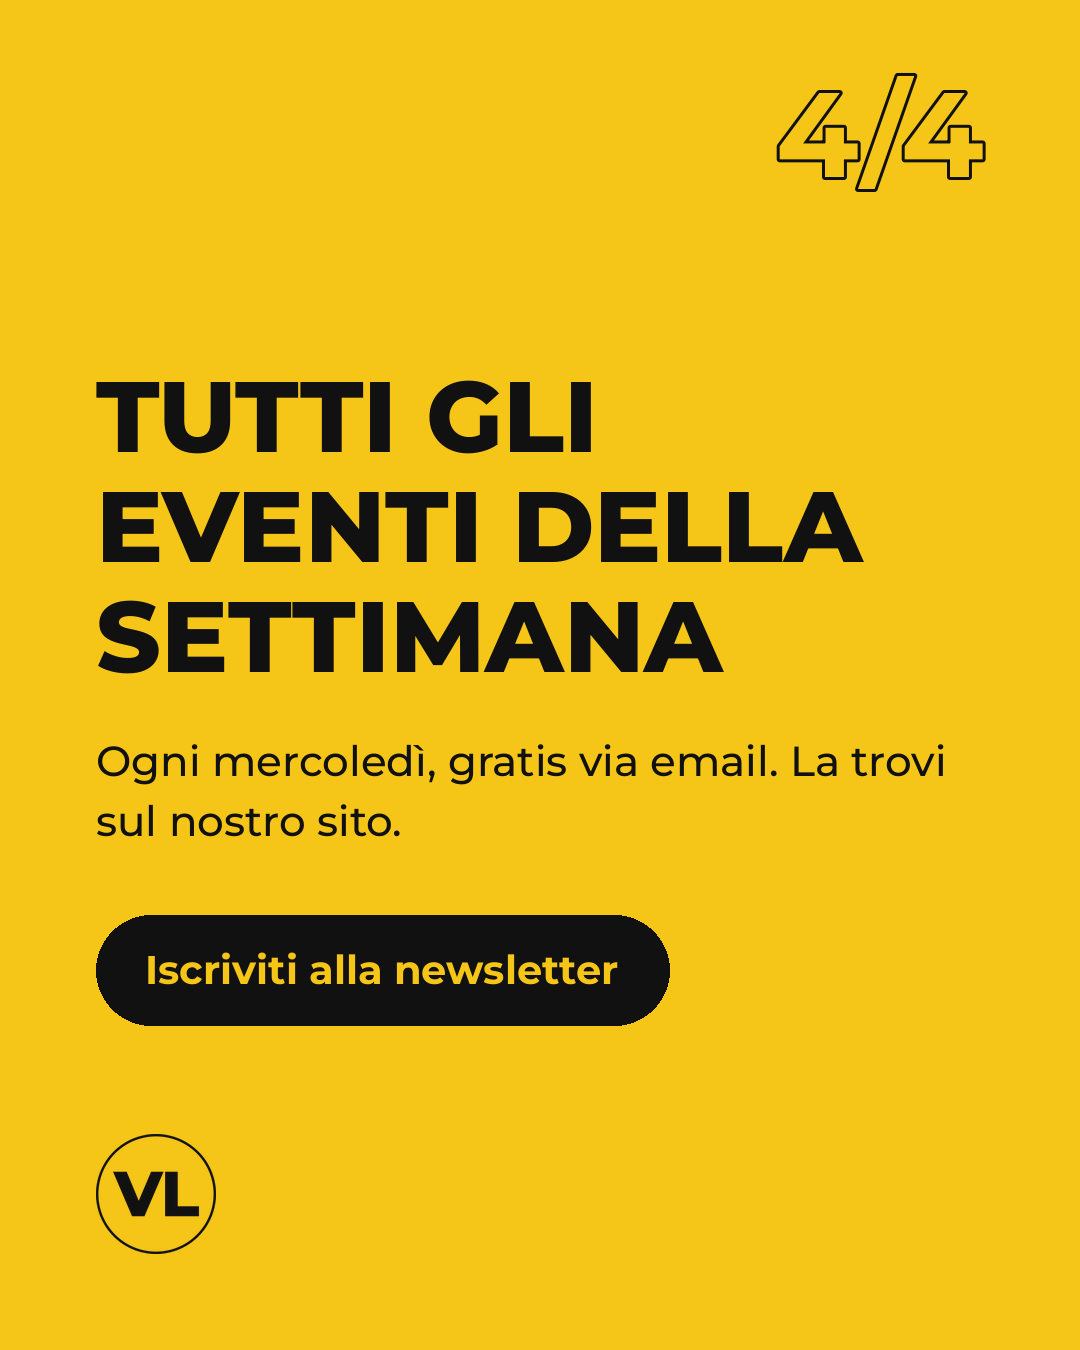 4/4
TUTTI GLI
EVENTI DELLA
SETTIMANA
Ogni mercoledì, gratis via email. La trovi
sul nostro sito.
Iscriviti alla newsletter
VL